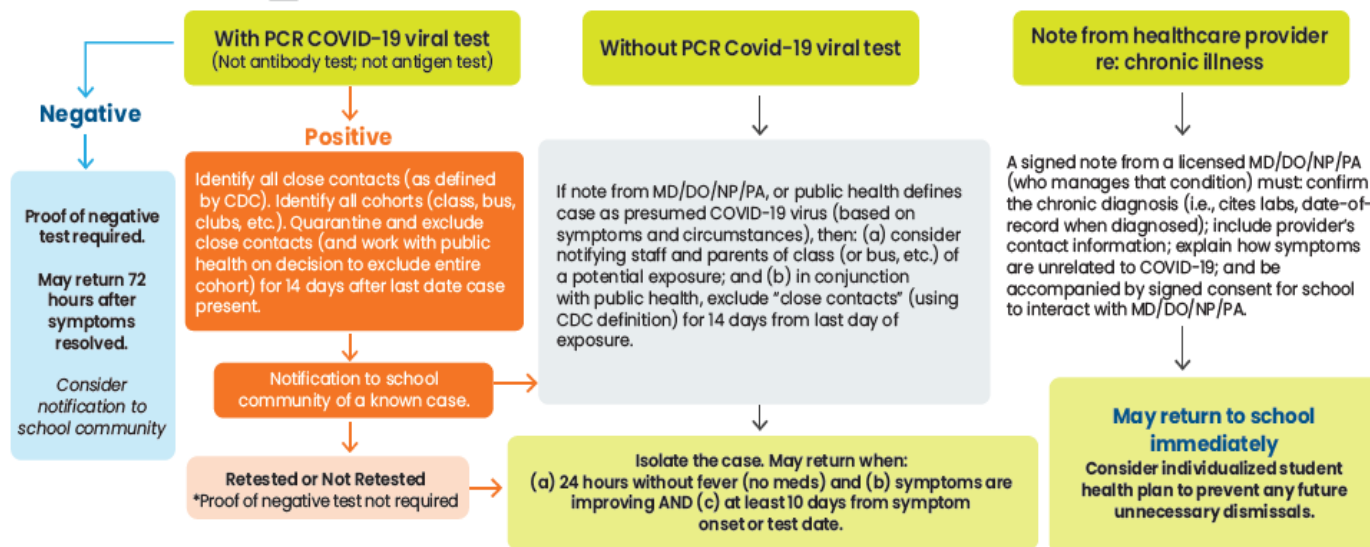 With PCR COVID-19 viral test
(Not antibody test; not antigen test)
Negative
Proof of negative
test required.
May return 72
hours after
symptoms
resolved.
Consider
notification to
school community
Positive
Identify all close contacts (as defined
by CDC). Identify all cohorts (class, bus,
clubs, etc.). Quarantine and exclude
close contacts (and work with public
health on decision to exclude entire
cohort) for 14 days after last date case
present.
Notification to school
community of a known case.
Retested or Not Retested
*Proof of negative test not required
Without PCR Covid-19 viral test
If note from MD/DO/NP/PA, or public health defines
case as presumed COVID-19 virus (based on
symptoms and circumstances), then: (a) consider
notifying staff and parents of class (or bus, etc.) of
a potential exposure; and (b) in conjunction
with public health, exclude “close contacts” (using
CDC definition) for 14 days from last day of
exposure.
Isolate the case. May return when:
(a) 24 hours without fever (no meds) and (b) symptoms are
improving AND (c) at least 10 days from symptom
onset or test date.
Note from healthcare provider
re: chronic illness
A signed note from a licensed MD/DO/NP/PA
(who manages that condition) must: confirm
the chronic diagnosis (i.e., cites labs, date-of-
record when diagnosed); include provider's
contact information; explain how symptoms
are unrelated to COVID-19; and be
accompanied by signed consent for school
to interact with MD/DO/NP/PA.
May return to school
immediately
Consider individualized student
health plan to prevent any future
unnecessary dismissals.